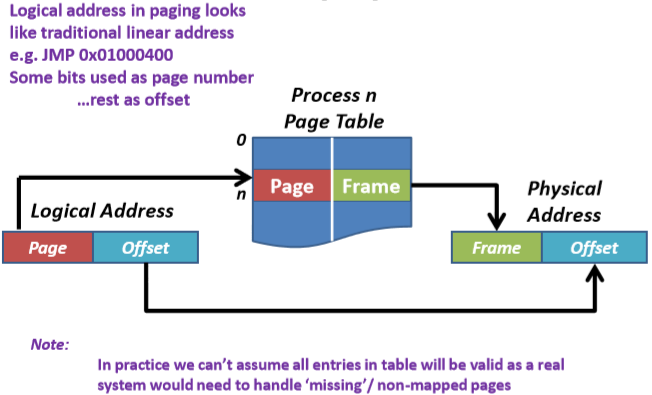 Logical address in paging looks
like traditional linear address
e.g. JMP 0x01000400
Some bits used as page number
...rest as offset
Process n
Page Table
0
n
Page Frame
Logical Address
Page Offset
Physical
Address
Frame Offset
Note:
In practice we can't assume all entries in table will be valid as a real
system would need to handle 'missing'/ non-mapped pages